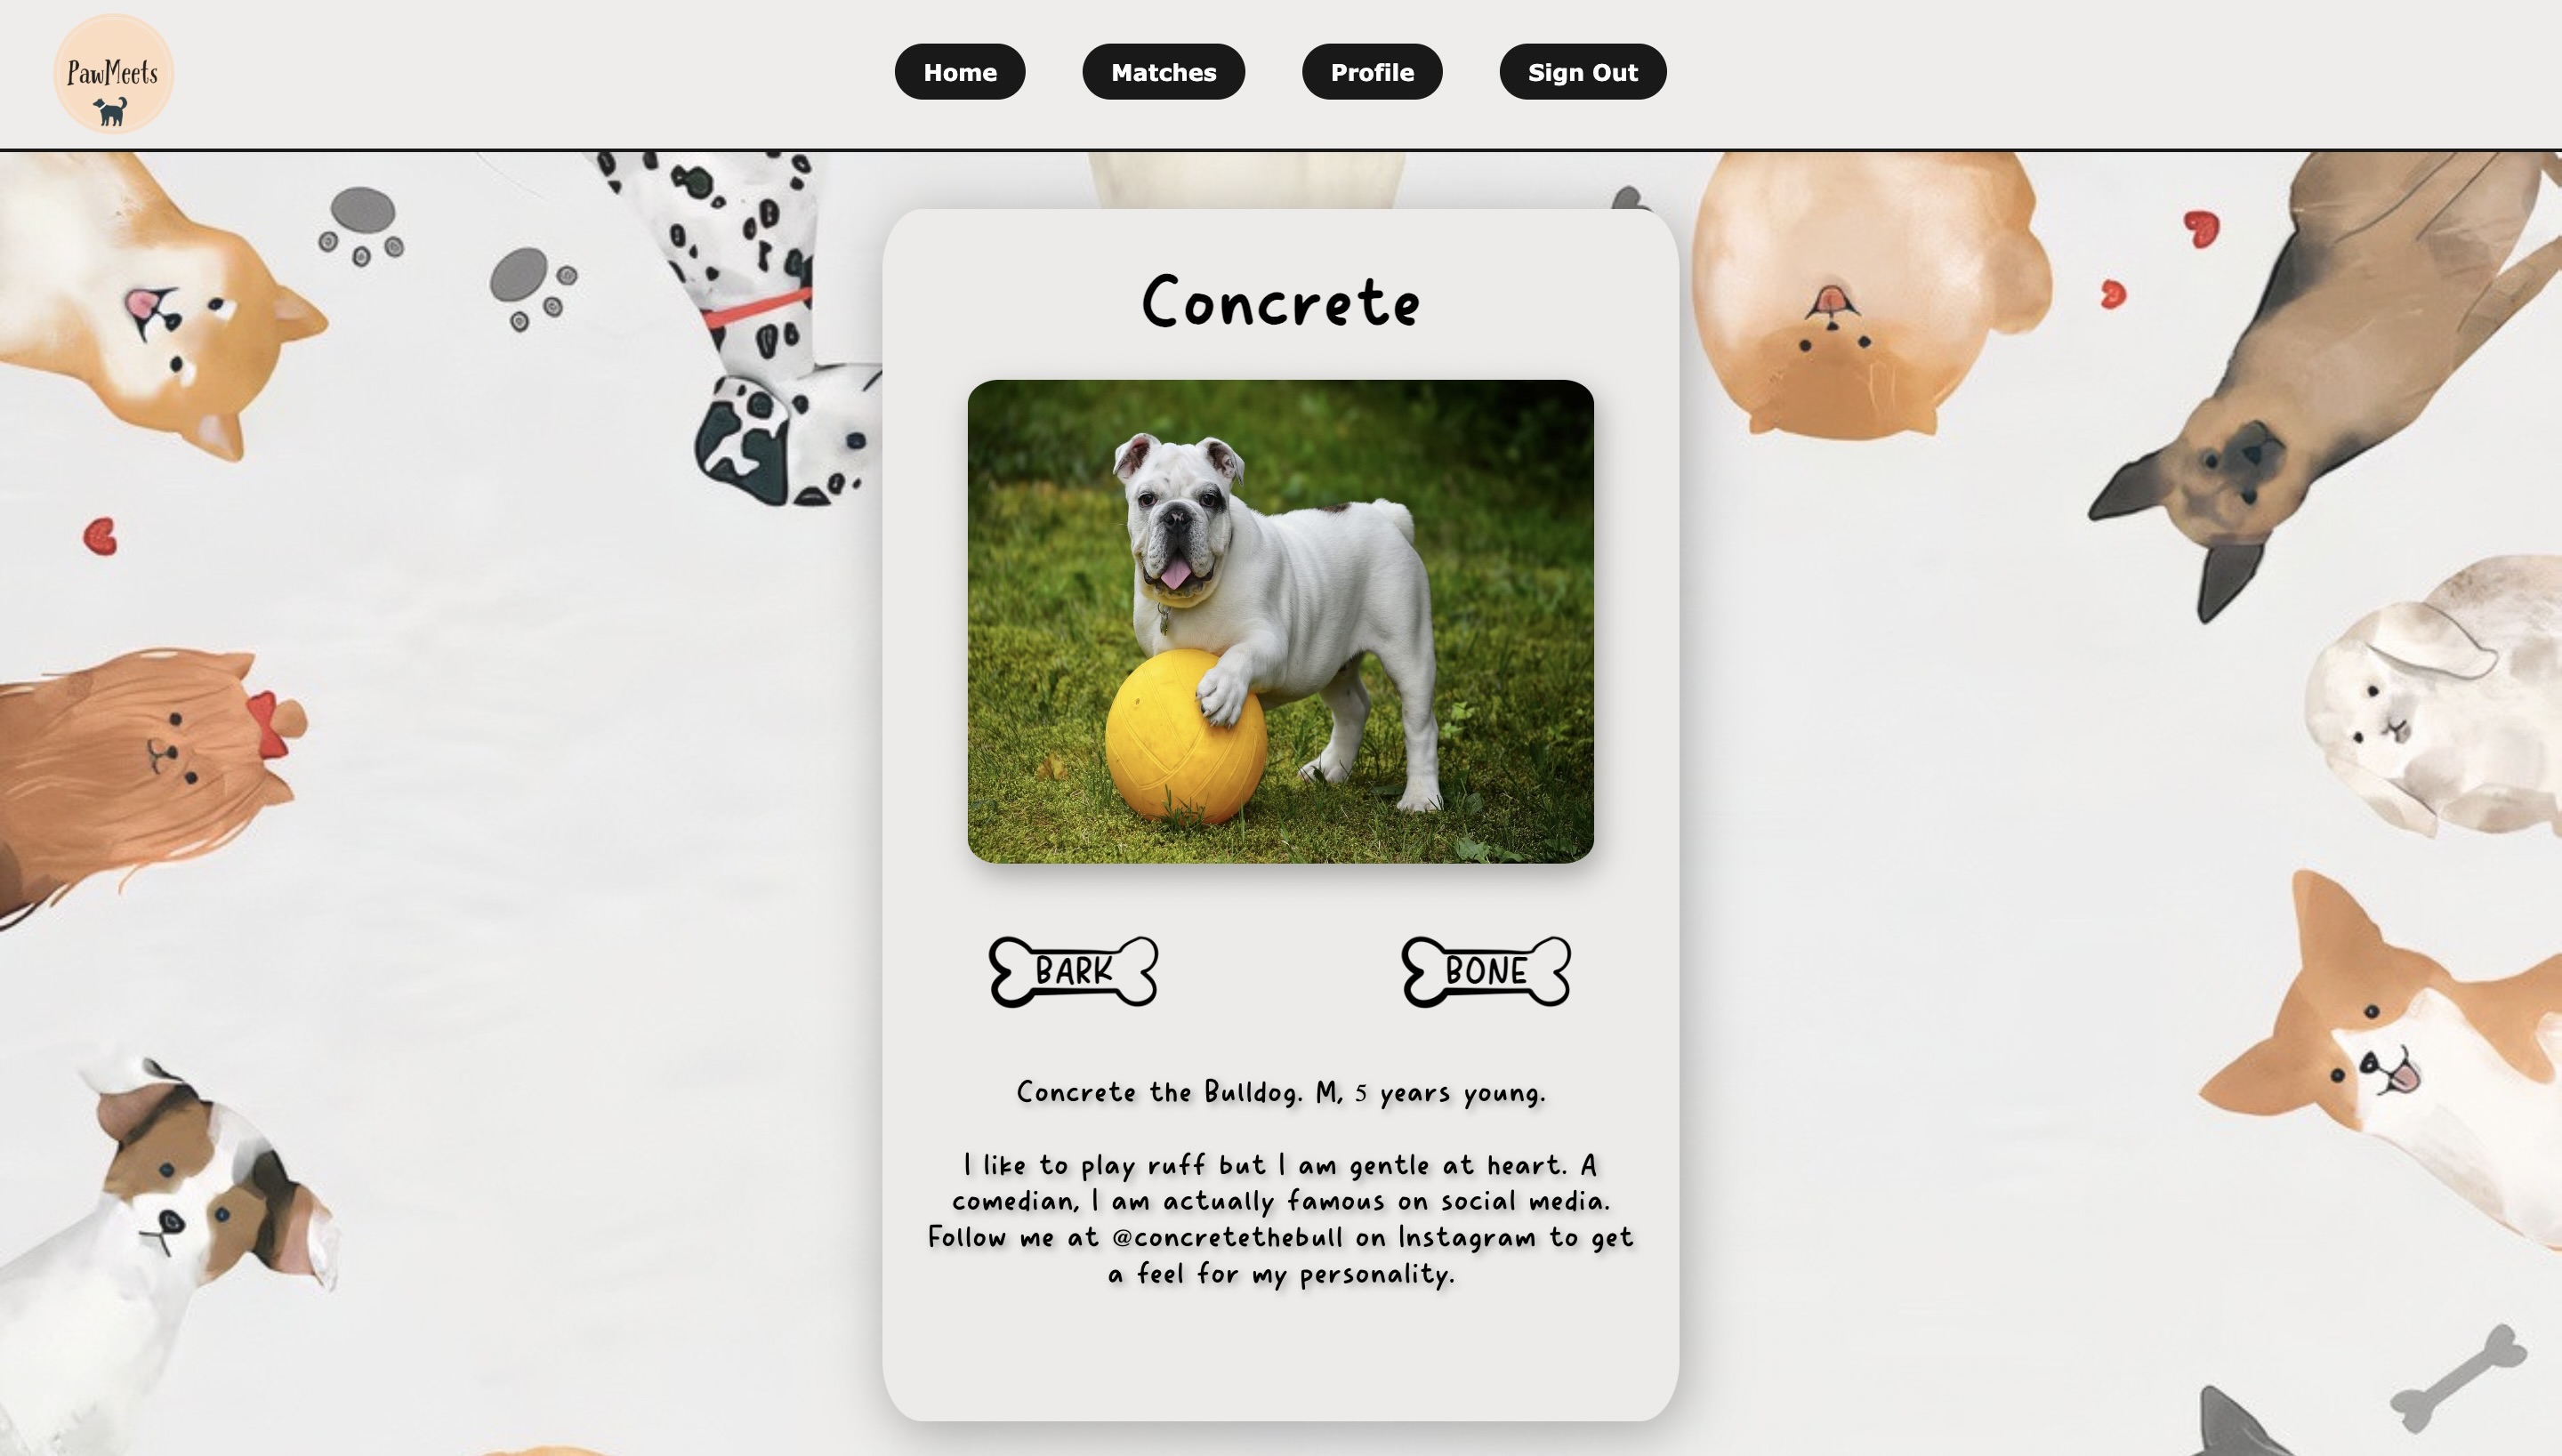 PawMeets
Home
Matches
Profile
Sign Out
Concrete
BARK
BONE
Concrete the Bulldog. M, 5 years young.
I like to play ruff but I am gentle at heart. A
comedian, I am actually famous on social media.
Follow me at @concretethebull on Instagram to get
a feel for my personality.